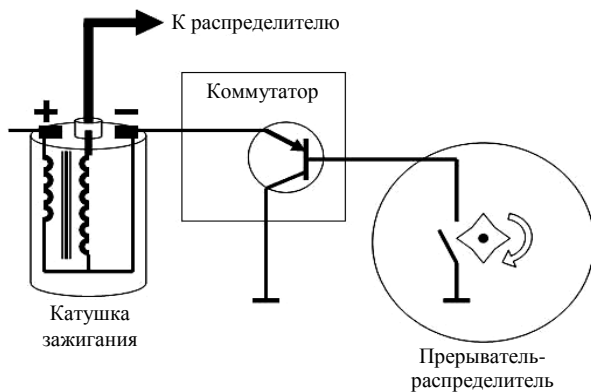 К распределителю
Коммутатор
+ −
Катушка
зажигания
Прерыватель-
распределитель